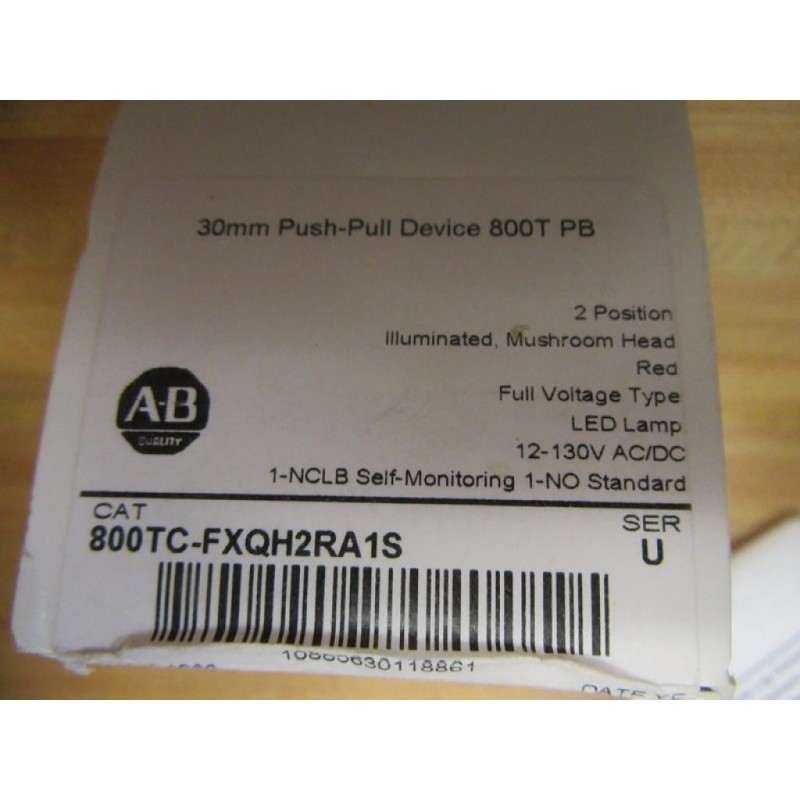 30mm Push-Pull Device 800T PB
2 Position
Illuminated, Mushroom Head
Red
Full Voltage Type
LED Lamp
12-130V AC/DC
1-NCLB Self-Monitoring 1-NO Standard
A-B
QUALITY
CAT
800TC-FXQH2RA1S
SER
U
10885630118861